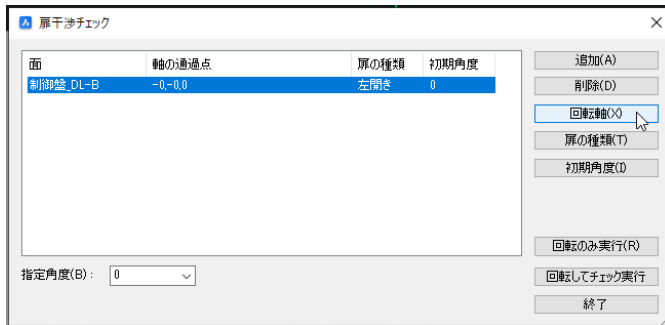 扉干渉チェック
面 軸の通過点 扉の種類 初期角度
制御盤_DL-B -0,-0,0 左開き 0
追加(A)
削除(D)
回転軸(X)
扉の種類(T)
初期角度(I)
回転のみ実行(R)
指定角度(B): 0
回転してチェック実行
終了